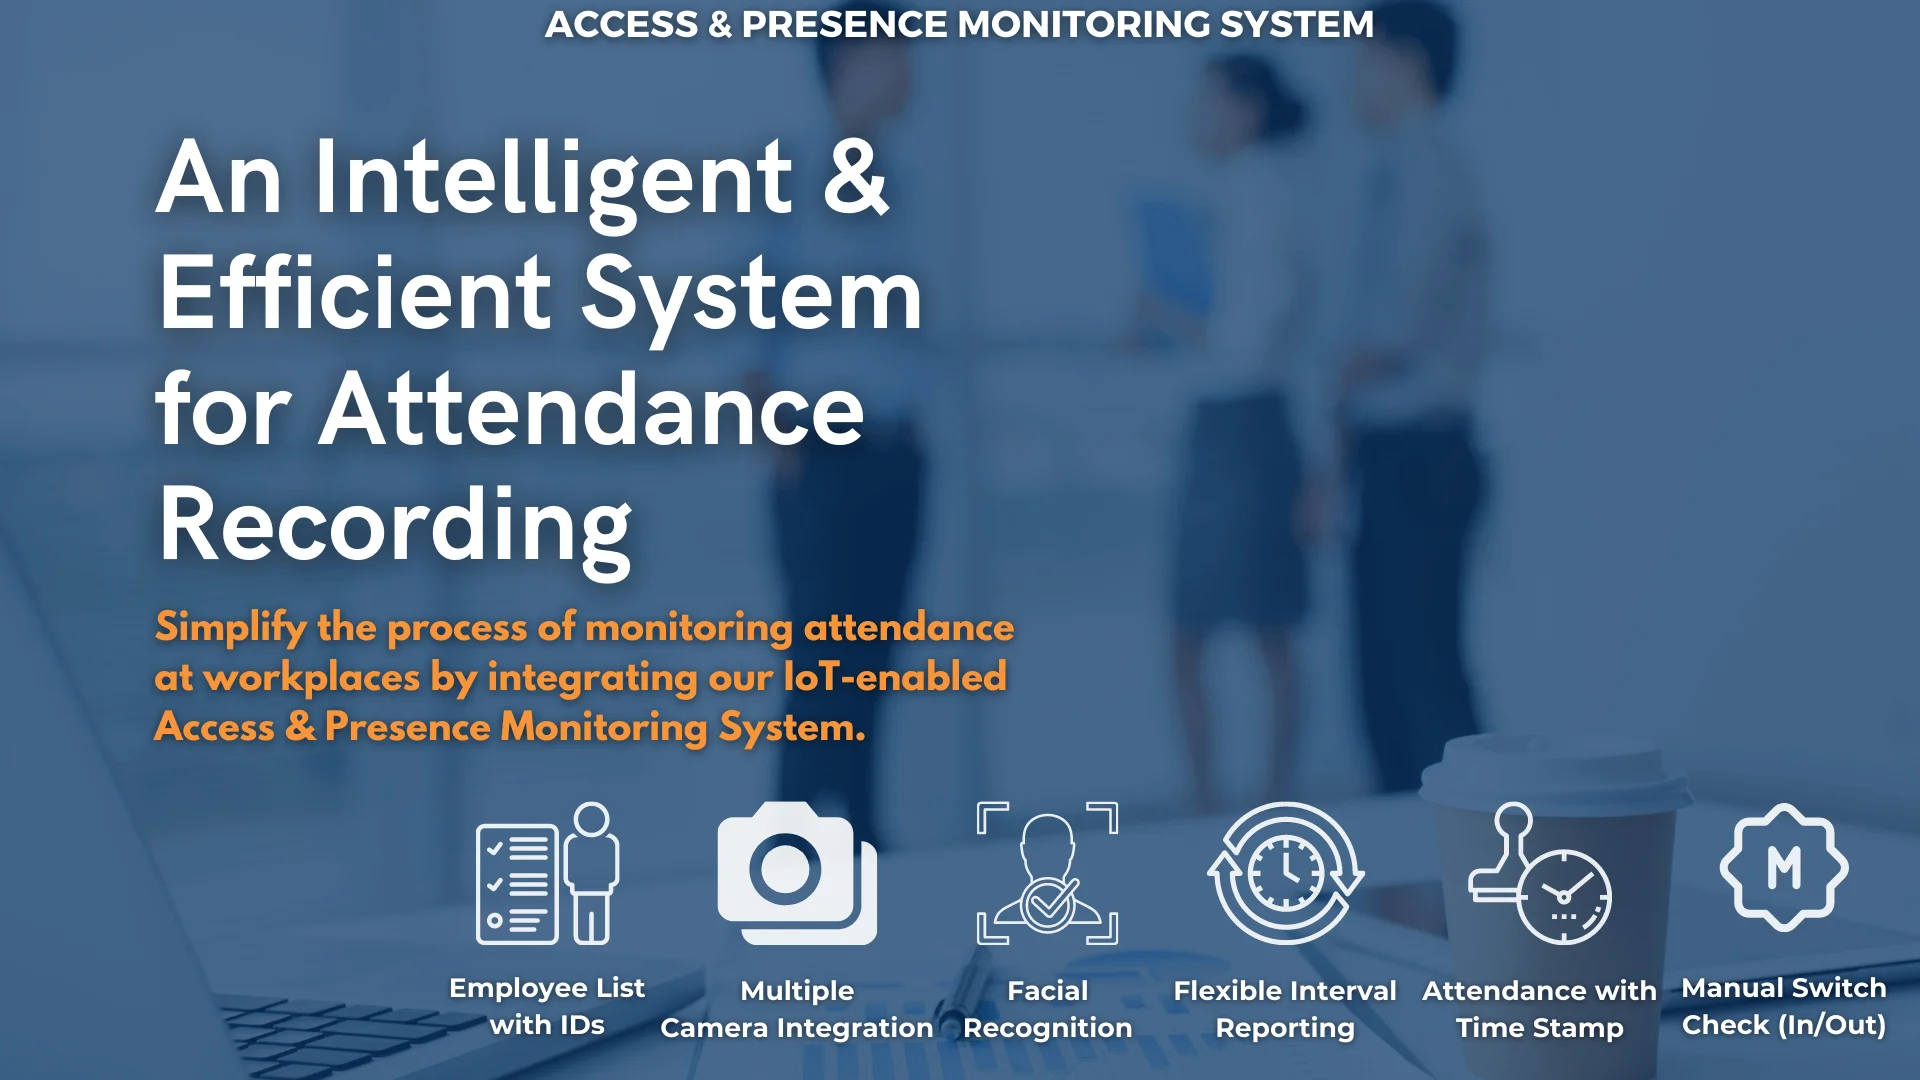 ACCESS & PRESENCE MONITORING SYSTEM
An Intelligent &
Efficient System
for Attendance
Recording
Simplify the process of monitoring attendance
at workplaces by integrating our IoT-enabled
Access & Presence Monitoring System.
Employee List
with IDs
Multiple
Camera Integration
Facial
Recognition
Flexible Interval
Reporting
Attendance with
Time Stamp
M
Manual Switch
Check (In/Out)